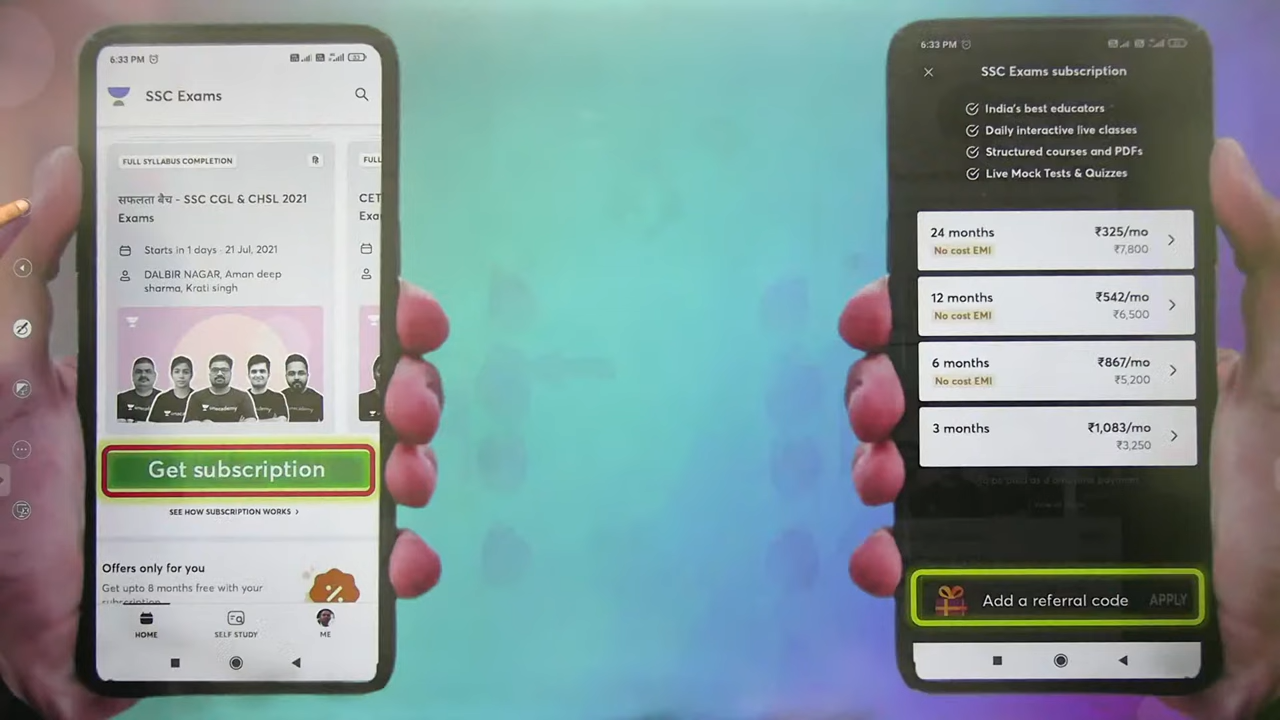 6:33 PM
SSC Exams
FULL SYLLABUS COMPLETION
हि
FULL
सफलता बैच - SSC CGL & CHSL 2021
Exams
CET
Exa
Starts in 1 days · 21 Jul, 2021
DALBIR NAGAR, Aman deep
sharma, Krati singh
Get subscription
SEE HOW SUBSCRIPTION WORKS >
Offers only for you
Get upto 8 months free with your
subscription
HOME
SELF STUDY
ME
6:33 PM
SSC Exams subscription
India's best educators
Daily interactive live classes
Structured courses and PDFs
Live Mock Tests & Quizzes
24 months ₹325/mo
No cost EMI ₹7,800
12 months ₹542/mo
No cost EMI ₹6,500
6 months ₹867/mo
No cost EMI ₹5,200
3 months ₹1,083/mo
₹3,250
Add a referral code APPLY